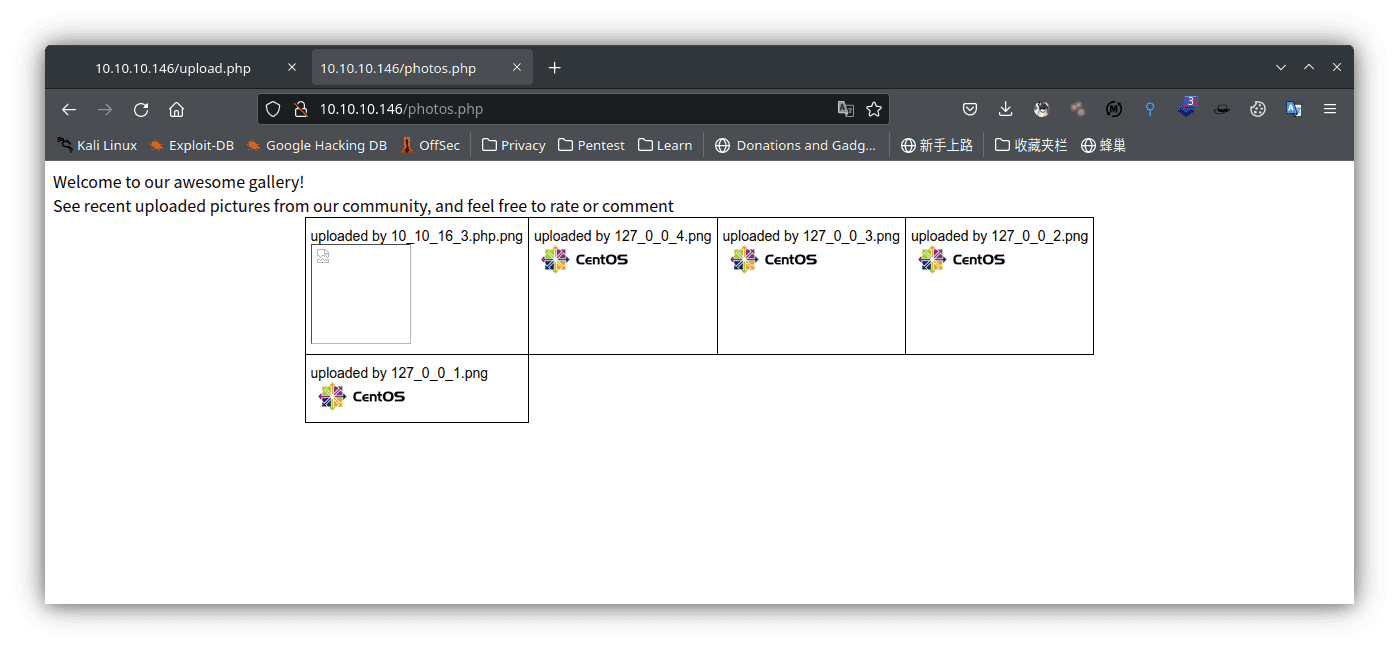 10.10.10.146/upload.php 10.10.10.146/photos.php
10.10.10.146/photos.php 3
Kali Linux Exploit-DB Google Hacking DB OffSec Privacy Pentest Learn Donations and Gadg... 新手上路 收藏夹栏 蜂巢
Welcome to our awesome gallery!
See recent uploaded pictures from our community, and feel free to rate or comment
uploaded by 10_10_16_3.php.png uploaded by 127_0_0_4.png uploaded by 127_0_0_3.png uploaded by 127_0_0_2.png
CentOS CentOS CentOS
uploaded by 127_0_0_1.png
CentOS